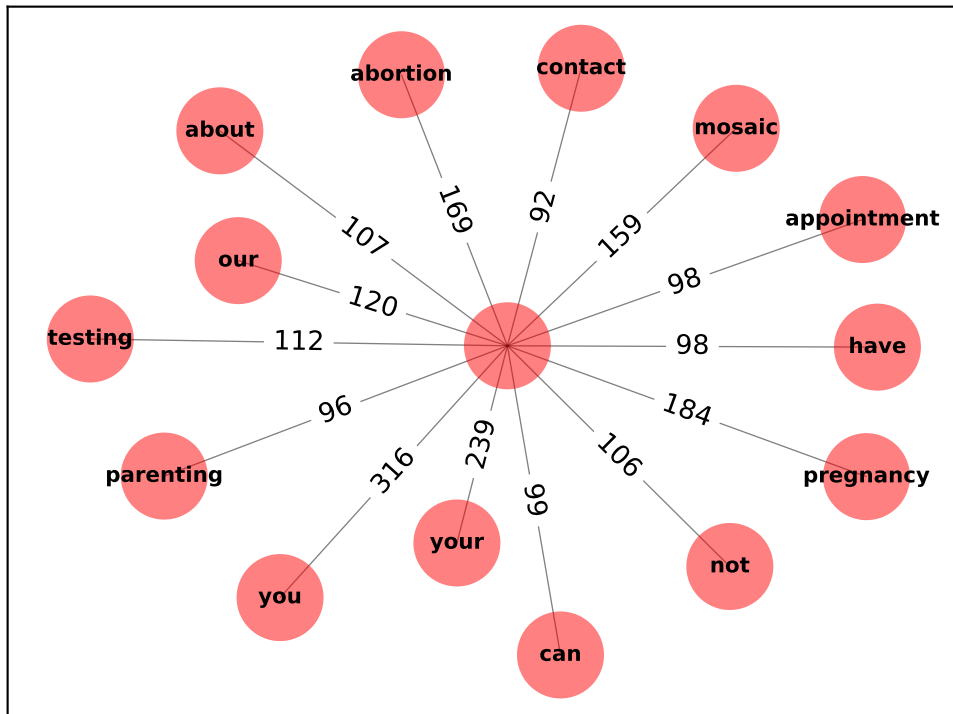 contact
abortion
mosaic
about
92
169
appointment
159
107
our
98
120
testing
112
98
have
96
184
239
106
316
parenting
pregnancy
99
your
not
you
can